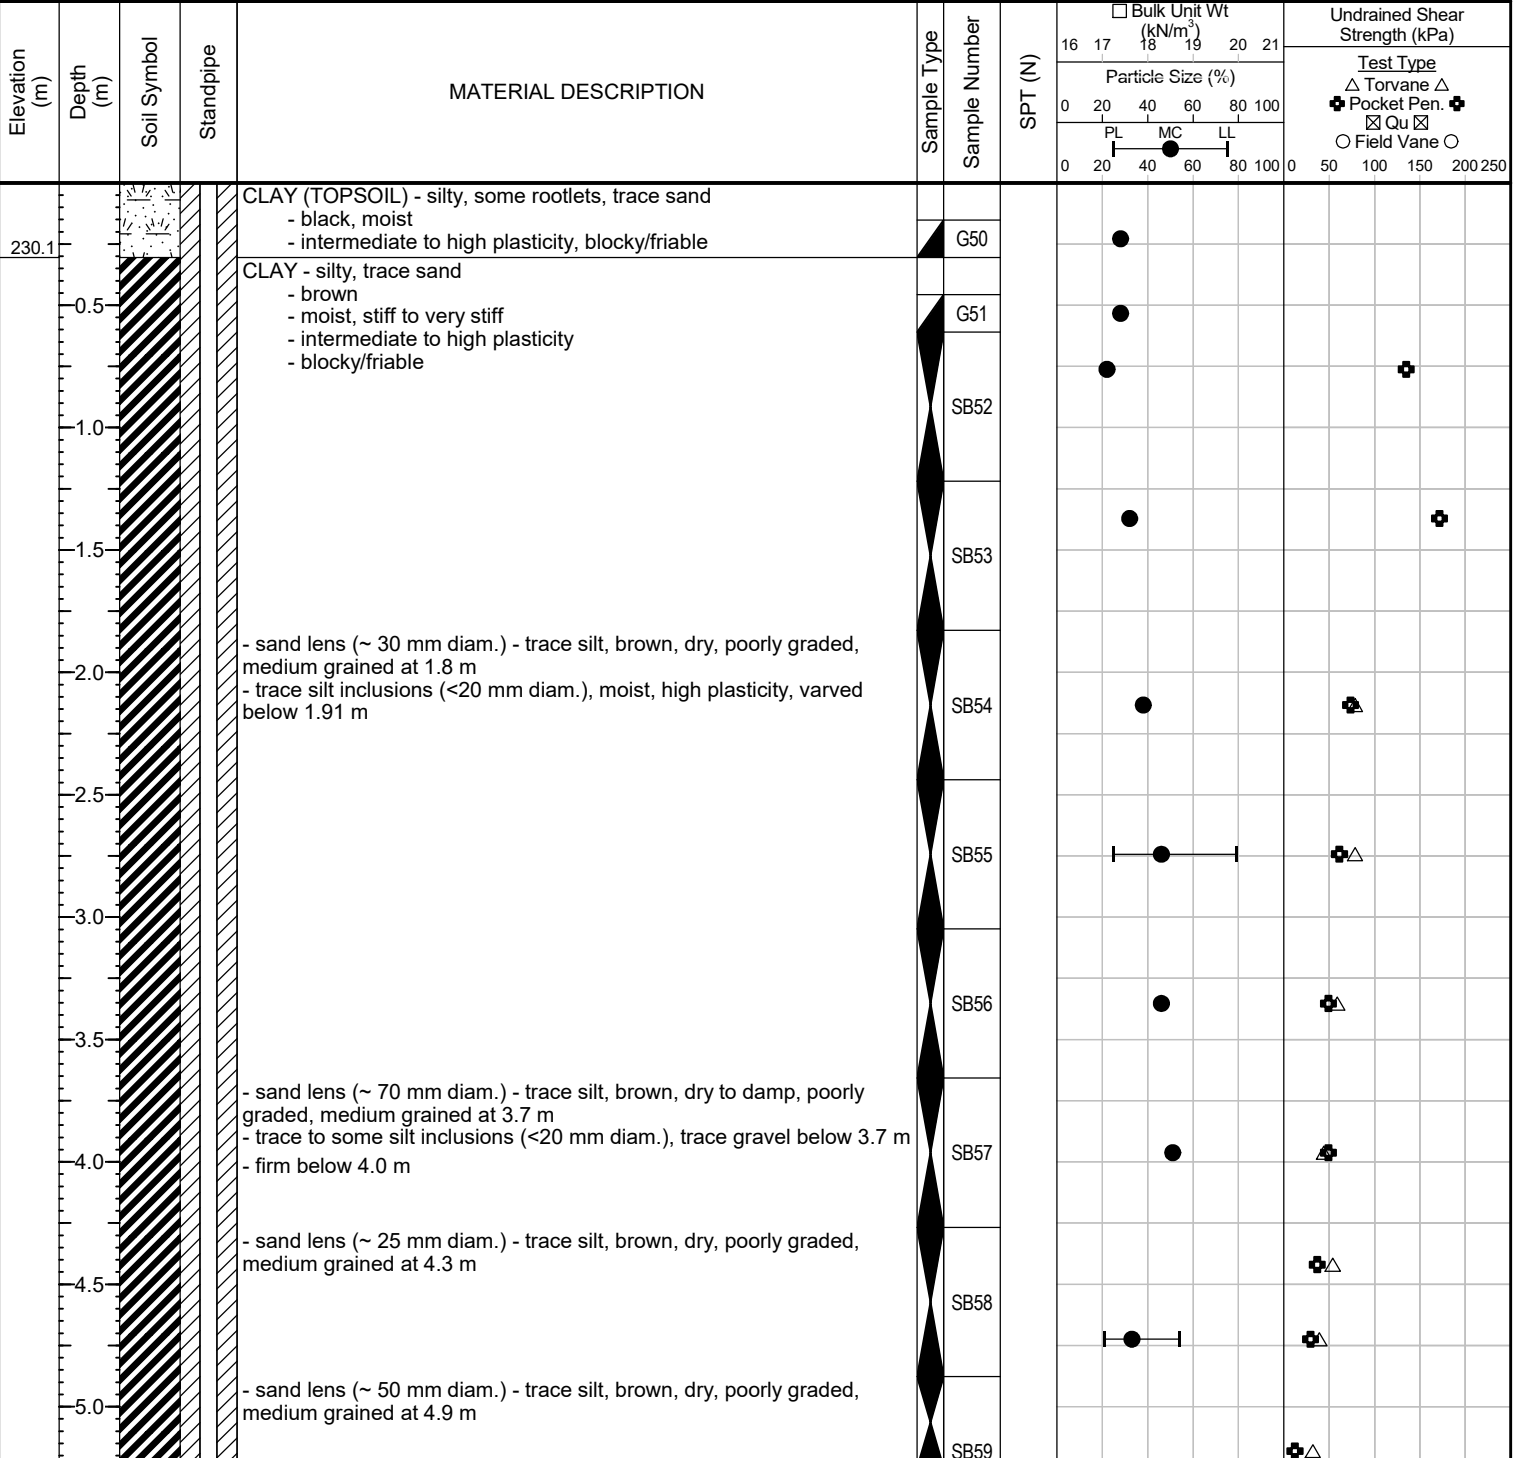 Elevation
(m)
Depth
(m)
Soil Symbol
Standpipe
MATERIAL DESCRIPTION
Sample Type
Sample Number
SPT (N)
Bulk Unit Wt
(kN/m³)
16 17 18 19 20 21
Particle Size (%)
0 20 40 60 80 100
PL MC LL
0 20 40 60 80 100
Undrained Shear
Strength (kPa)
Test Type
Torvane
Pocket Pen.
Qu
Field Vane
0 50 100 150 200 250
CLAY (TOPSOIL) - silty, some rootlets, trace sand
- black, moist
- intermediate to high plasticity, blocky/friable
G50
230.1
CLAY - silty, trace sand
- brown
- moist, stiff to very stiff
- intermediate to high plasticity
- blocky/friable
0.5
G51
SB52
1.0
1.5
SB53
- sand lens (~ 30 mm diam.) - trace silt, brown, dry, poorly graded,
medium grained at 1.8 m
- trace silt inclusions (<20 mm diam.), moist, high plasticity, varved
below 1.91 m
2.0
SB54
2.5
SB55
3.0
SB56
3.5
- sand lens (~ 70 mm diam.) - trace silt, brown, dry to damp, poorly
graded, medium grained at 3.7 m
- trace to some silt inclusions (<20 mm diam.), trace gravel below 3.7 m
- firm below 4.0 m
SB57
4.0
- sand lens (~ 25 mm diam.) - trace silt, brown, dry, poorly graded,
medium grained at 4.3 m
4.5
SB58
- sand lens (~ 50 mm diam.) - trace silt, brown, dry, poorly graded,
medium grained at 4.9 m
5.0
SB59